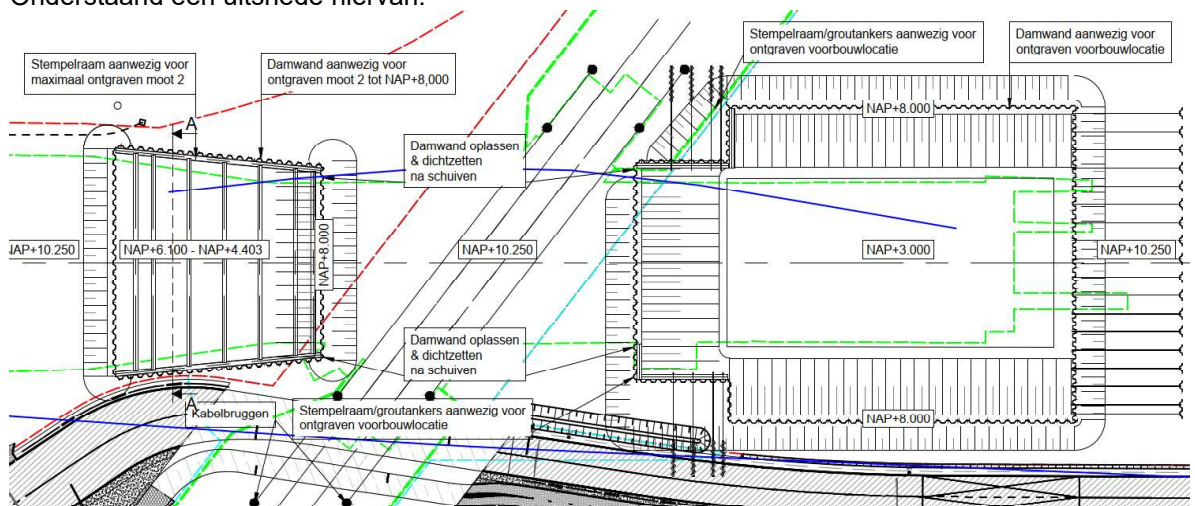 Onderstaand een uitsnede hiervan:
Stempelraam aanwezig voor
maximaal ontgraven moot 2
Damwand aanwezig voor
ontgraven moot 2 tot NAP+8,000
Stempelraam/groutankers aanwezig voor
ontgraven voorbouwlocatie
Damwand aanwezig voor
ontgraven voorbouwlocatie
NAP+8.000
A
Damwand oplassen
& dichtzetten
na schuiven
NAP+10.250
NAP+6.100 - NAP+4.403
NAP+8.000
NAP+10.250
NAP+3.000
NAP+10.250
Damwand oplassen
& dichtzetten
na schuiven
A
Kabelbruggen
Stempelraam/groutankers aanwezig voor
ontgraven voorbouwlocatie
NAP+8.000